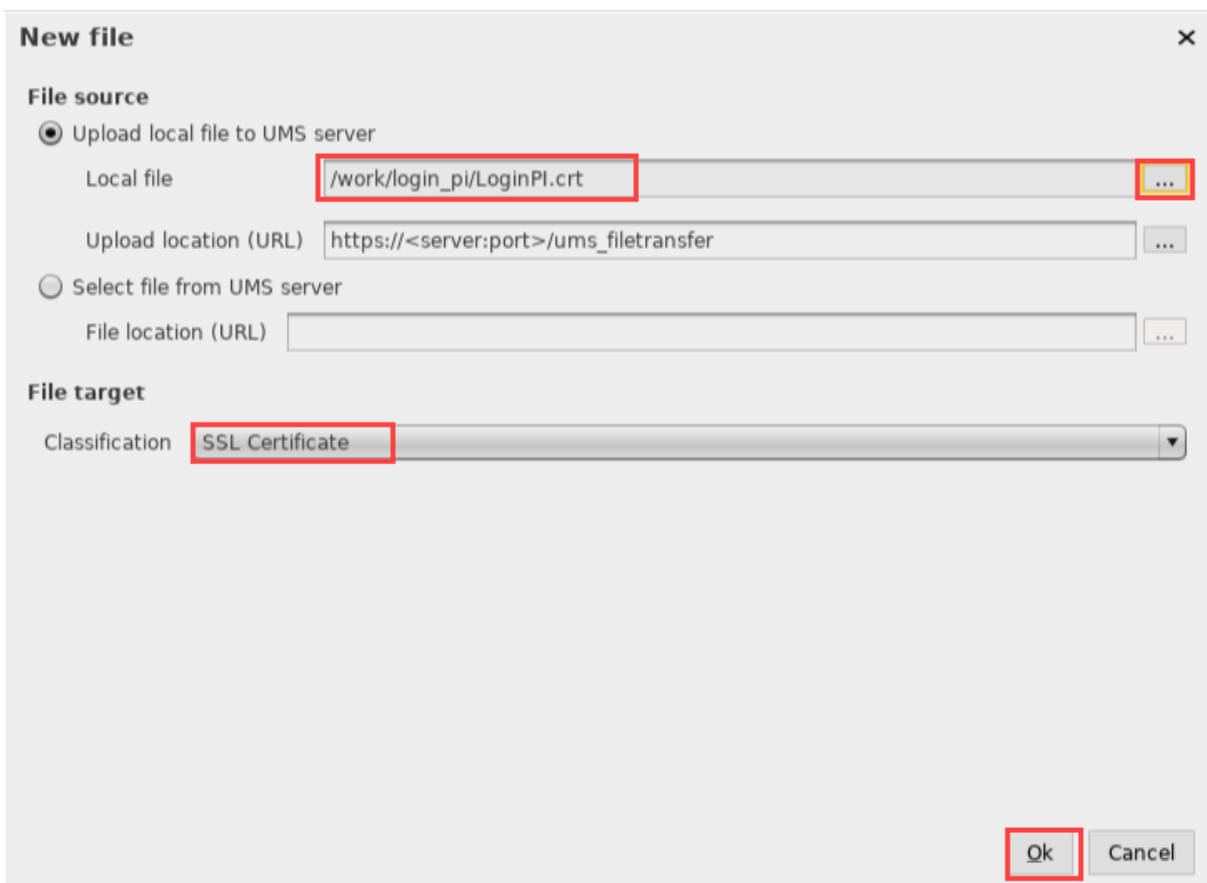 New file
File source
Upload local file to UMS server
Local file /work/login_pi/LoginPI.crt ...
Upload location (URL) https://<server:port>/ums_filetransfer ...
Select file from UMS server
File location (URL) ...
File target
Classification SSL Certificate
Ok Cancel